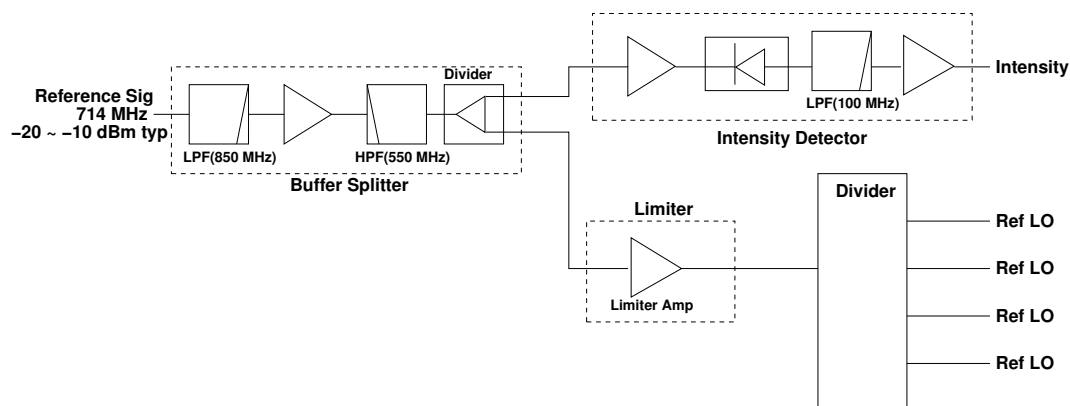 Reference Sig
714 MHz
−20 ~ −10 dBm typ
LPF(850 MHz)
HPF(550 MHz)
Divider
Buffer Splitter
LPF(100 MHz)
Intensity Detector
Intensity
Limiter
Limiter Amp
Divider
Ref LO
Ref LO
Ref LO
Ref LO